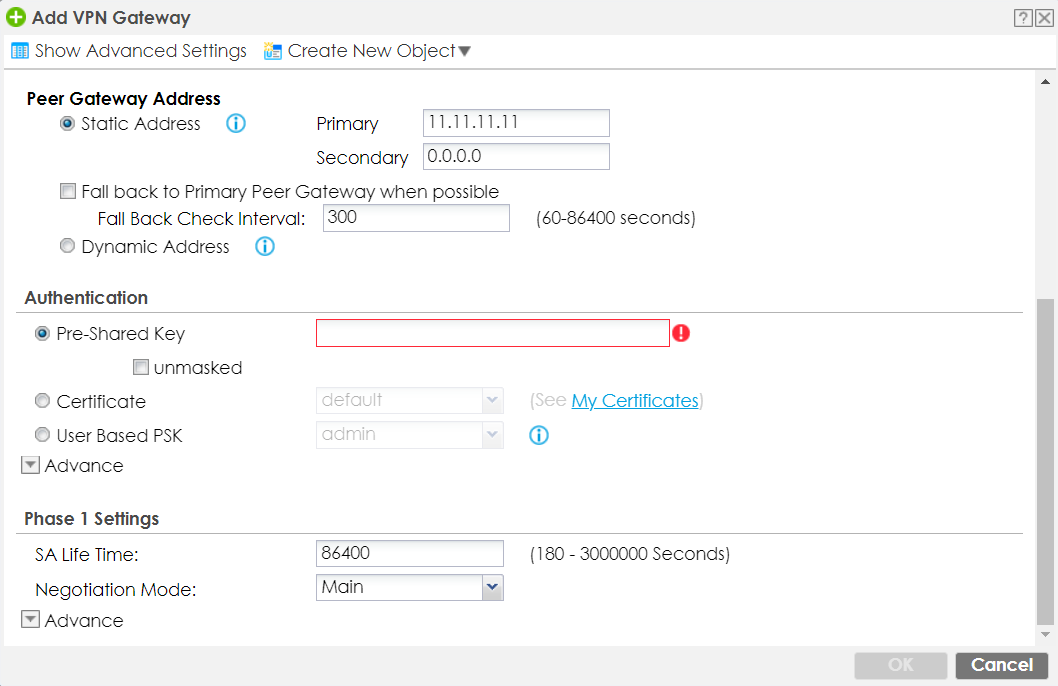 Add VPN Gateway
Show Advanced Settings Create New Object
Peer Gateway Address
Static Address Primary 11.11.11.11
Secondary 0.0.0.0
Fall back to Primary Peer Gateway when possible
Fall Back Check Interval: 300 (60-86400 seconds)
Dynamic Address
Authentication
Pre-Shared Key
unmasked
Certificate default (See My Certificates)
User Based PSK admin
Advance
Phase 1 Settings
SA Life Time: 86400 (180 - 3000000 Seconds)
Negotiation Mode: Main
Advance
OK Cancel